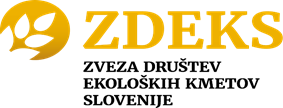 ZDEKS
ZVEZA DRUŠTEV
EKOLOŠKIH KMETOV
SLOVENIJE